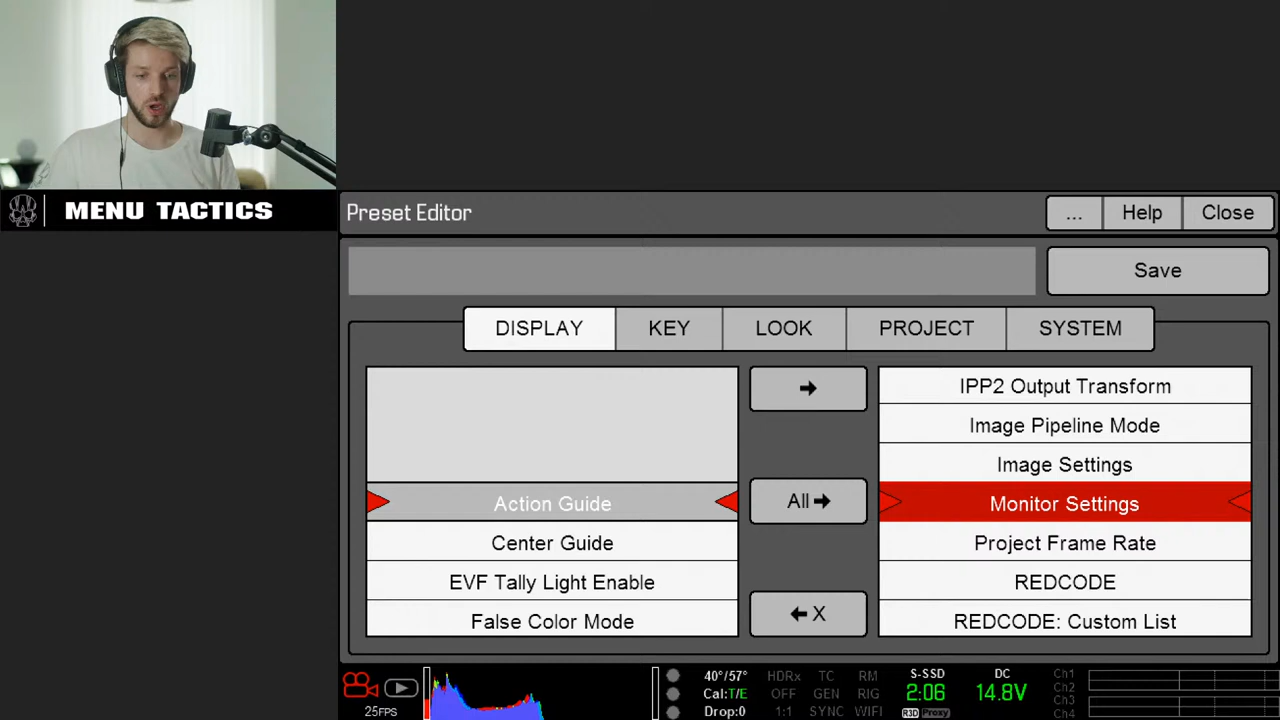 MENU TACTICS
Preset Editor
...
Help
Close
Save
DISPLAY
KEY
LOOK
PROJECT
SYSTEM
Action Guide
Center Guide
EVF Tally Light Enable
False Color Mode
All
X
IPP2 Output Transform
Image Pipeline Mode
Image Settings
Monitor Settings
Project Frame Rate
REDCODE
REDCODE: Custom List
25FPS
40°/57°
Cal:T/E
Drop:0
HDRx TC RM
OFF GEN RIG
1:1 SYNC WIFI
S-SSD
2:06
R3D Proxy
DC
14.8V
Ch1
Ch2
Ch3
Ch4